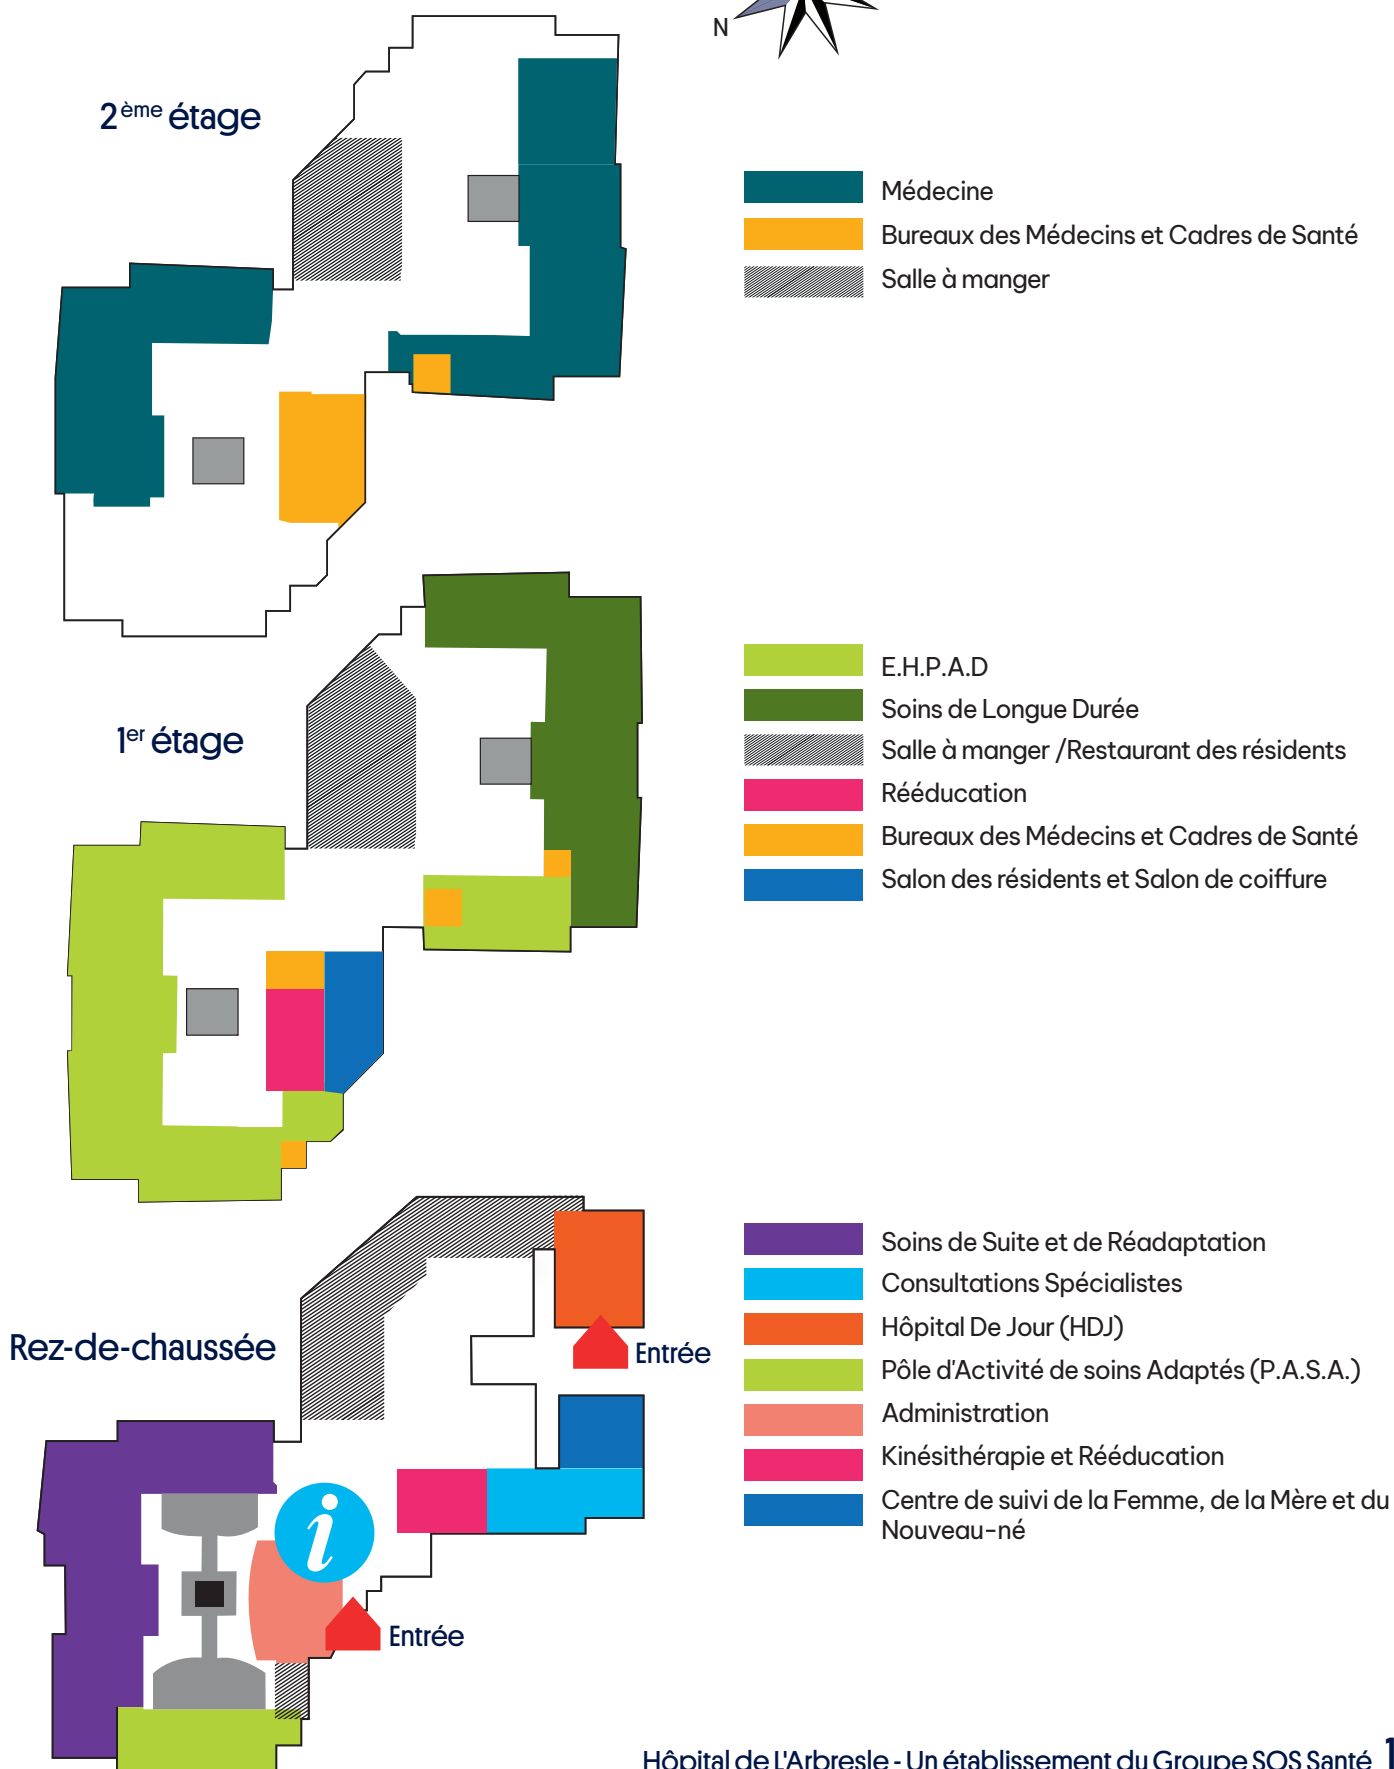 N
2ème étage
Médecine
Bureaux des Médecins et Cadres de Santé
Salle à manger
1er étage
E.H.P.A.D
Soins de Longue Durée
Salle à manger /Restaurant des résidents
Rééducation
Bureaux des Médecins et Cadres de Santé
Salon des résidents et Salon de coiffure
Rez-de-chaussée
Entrée
i
Entrée
Soins de Suite et de Réadaptation
Consultations Spécialistes
Hôpital De Jour (HDJ)
Pôle d'Activité de soins Adaptés (P.A.S.A.)
Administration
Kinésithérapie et Rééducation
Centre de suivi de la Femme, de la Mère et du
Nouveau-né
Hôpital de L'Arbresle - Un établissement du Groupe SOS Santé 1